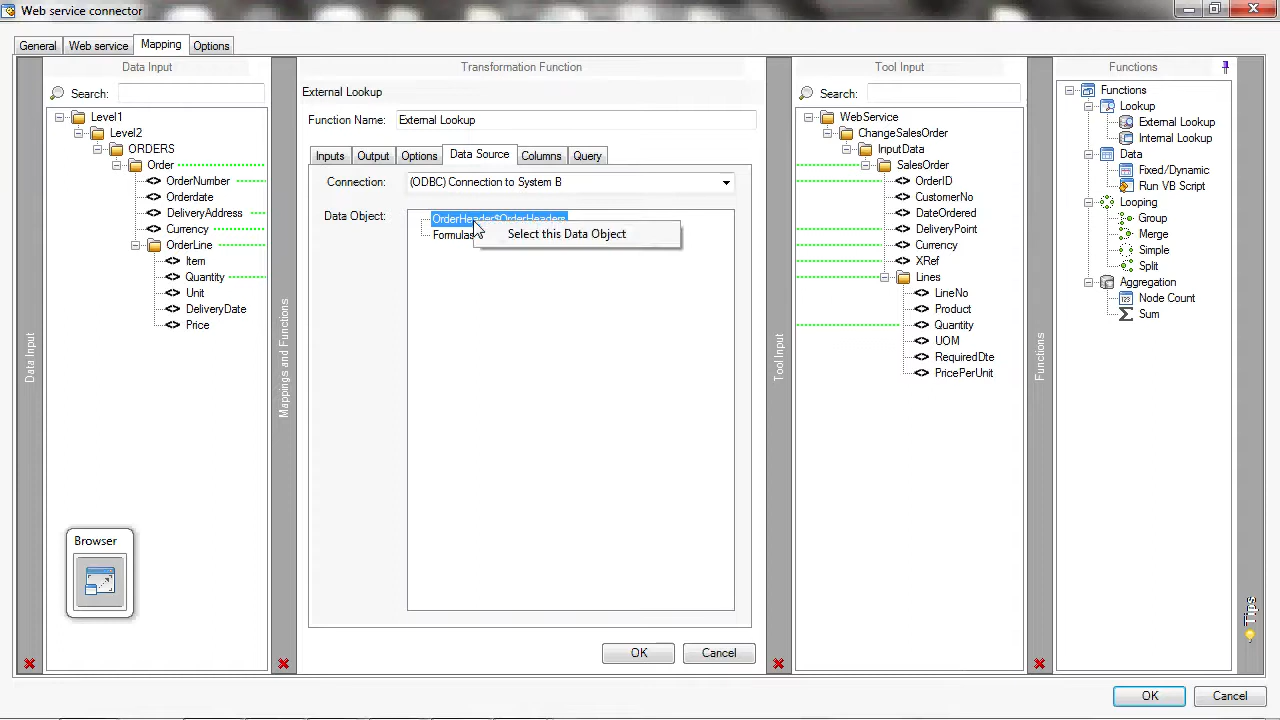 Web service connector
General
Web service
Mapping
Options
Data Input
Search:
Level1
Level2
ORDERS
Order
OrderNumber
Orderdate
DeliveryAddress
Currency
OrderLine
Item
Quantity
Unit
DeliveryDate
Price
Browser
Data Input
Mappings and Functions
Transformation Function
External Lookup
Function Name:
External Lookup
Inputs
Output
Options
Data Source
Columns
Query
Connection:
(ODBC) Connection to System B
Data Object:
OrderHeader$OrderHeaders
Select this Data Object
OK
Cancel
Tool Input
Tool Input
Search:
WebService
ChangeSalesOrder
InputData
SalesOrder
OrderID
CustomerNo
DateOrdered
DeliveryPoint
Currency
XRef
Lines
LineNo
Product
Quantity
UOM
RequiredDte
PricePerUnit
Functions
Functions
Functions
Lookup
External Lookup
Internal Lookup
Data
Fixed/Dynamic
Run VB Script
Looping
Group
Merge
Simple
Split
Aggregation
Node Count
Sum
Tips
OK
Cancel